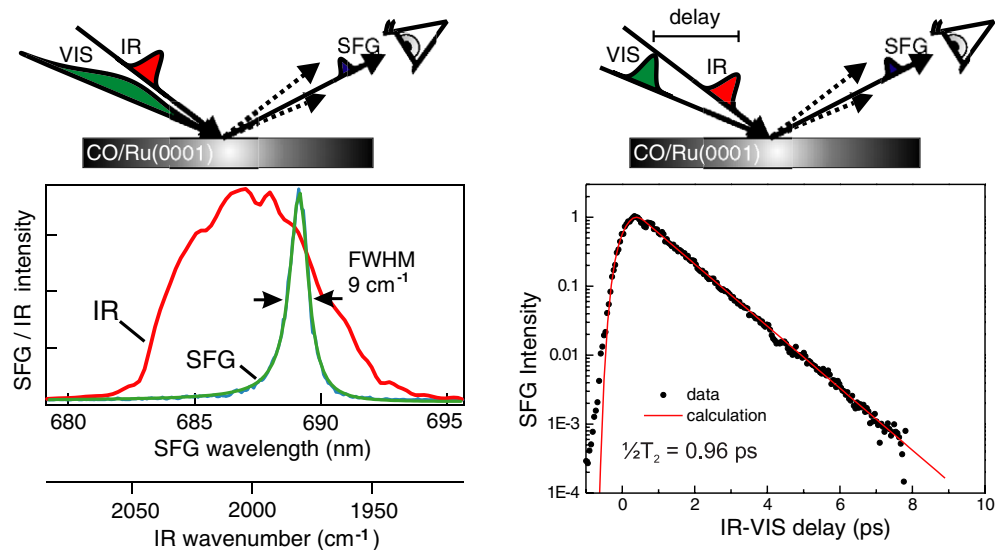 VIS
IR
SFG
CO/Ru(0001)
SFG / IR intensity
IR
SFG
FWHM
9 cm⁻¹
680 685 690 695
SFG wavelength (nm)
2050 2000 1950
IR wavenumber (cm⁻¹)
delay
VIS
IR
SFG
CO/Ru(0001)
SFG Intensity
1
0.1
0.01
1E-3
1E-4
data
calculation
½T₂ = 0.96 ps
0 2 4 6 8 10
IR-VIS delay (ps)